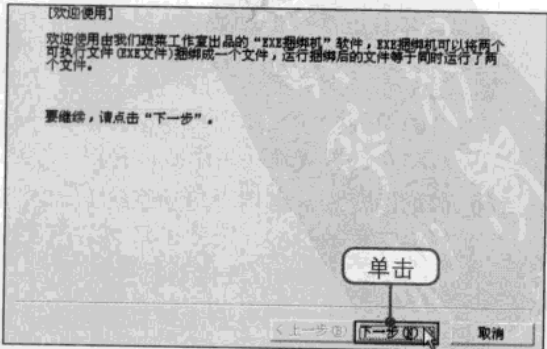 [欢迎使用]
欢迎使用由我们蔬菜工作室出品的“EXE捆绑机”软件，EXE捆绑机可以将两个
可执行文件(EXE文件)捆绑成一个文件，运行捆绑后的文件等于同时运行了两
个文件。
要继续，请点击“下一步”。
单击
<上一步(B)
下一步(N)
取消